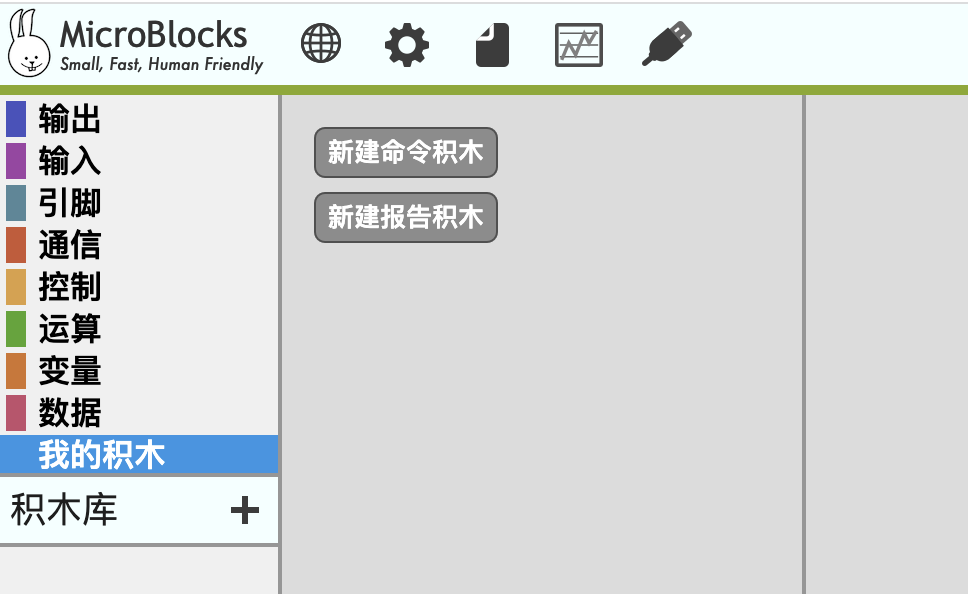 MicroBlocks
Small, Fast, Human Friendly
输出
输入
引脚
通信
控制
运算
变量
数据
我的积木
积木库
新建命令积木
新建报告积木